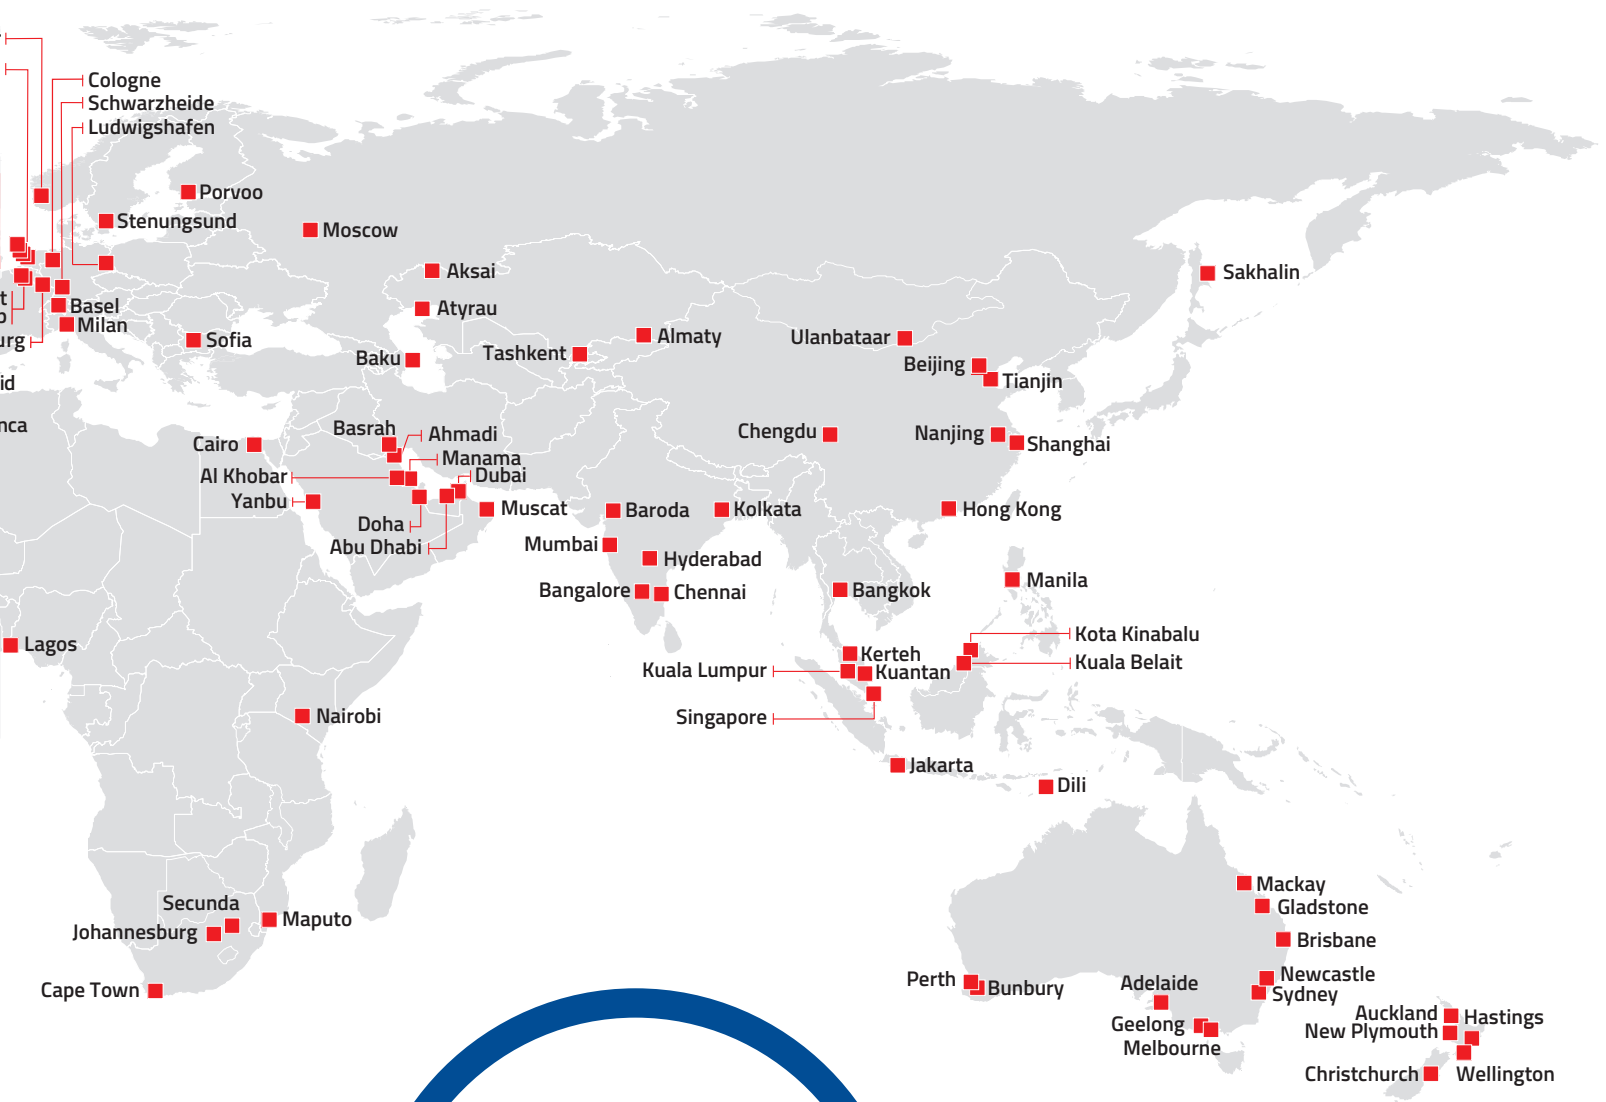 Cologne
Schwarzheide
Ludwigshafen
Porvoo
Stenungsund
Moscow
Aksai
Sakhalin
Basel
Atyrau
Milan
Almaty
Ulanbataar
Sofia
Tashkent
Baku
Beijing
Tianjin
Basrah
Ahmadi
Chengdu
Nanjing
Shanghai
Cairo
Manama
Al Khobar
Dubai
Yanbu
Muscat
Baroda
Kolkata
Hong Kong
Doha
Abu Dhabi
Mumbai
Hyderabad
Bangalore
Chennai
Bangkok
Manila
Lagos
Kota Kinabalu
Kerteh
Kuala Belait
Kuala Lumpur
Kuantan
Nairobi
Singapore
Jakarta
Dili
Mackay
Secunda
Gladstone
Maputo
Johannesburg
Brisbane
Perth
Newcastle
Bunbury
Adelaide
Sydney
Cape Town
Auckland
Hastings
Geelong
New Plymouth
Melbourne
Christchurch
Wellington